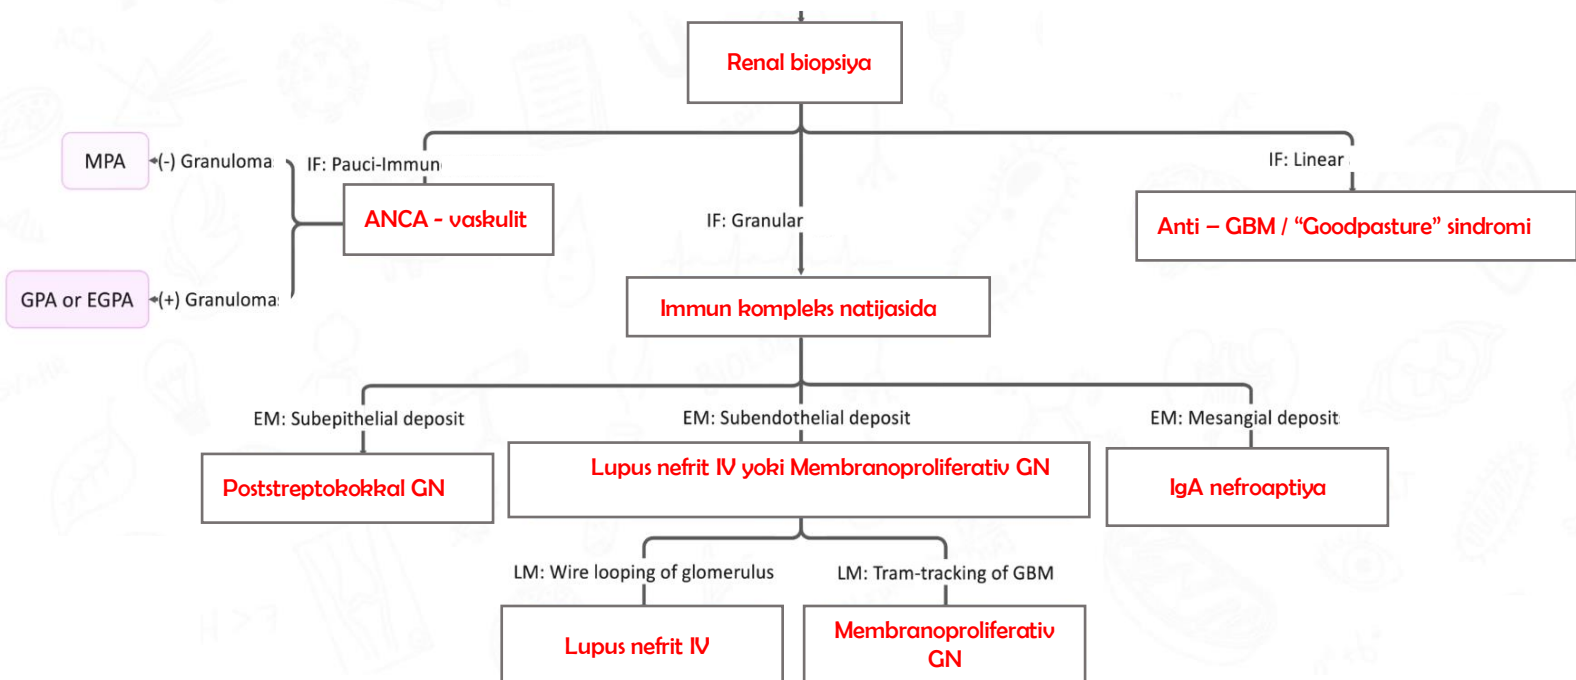 Renal biopsiya
MPA
(-) Granuloma
IF: Pauci-Immun
IF: Linear
ANCA - vaskulit
IF: Granular
Anti – GBM / “Goodpasture” sindromi
GPA or EGPA
(+) Granuloma
Immun kompleks natijasida
EM: Subepithelial deposit
EM: Subendothelial deposit
EM: Mesangial deposit
Poststreptokokkal GN
Lupus nefrit IV yoki Membranoproliferativ GN
IgA nefroaptiya
LM: Wire looping of glomerulus
LM: Tram-tracking of GBM
Lupus nefrit IV
Membranoproliferativ
GN